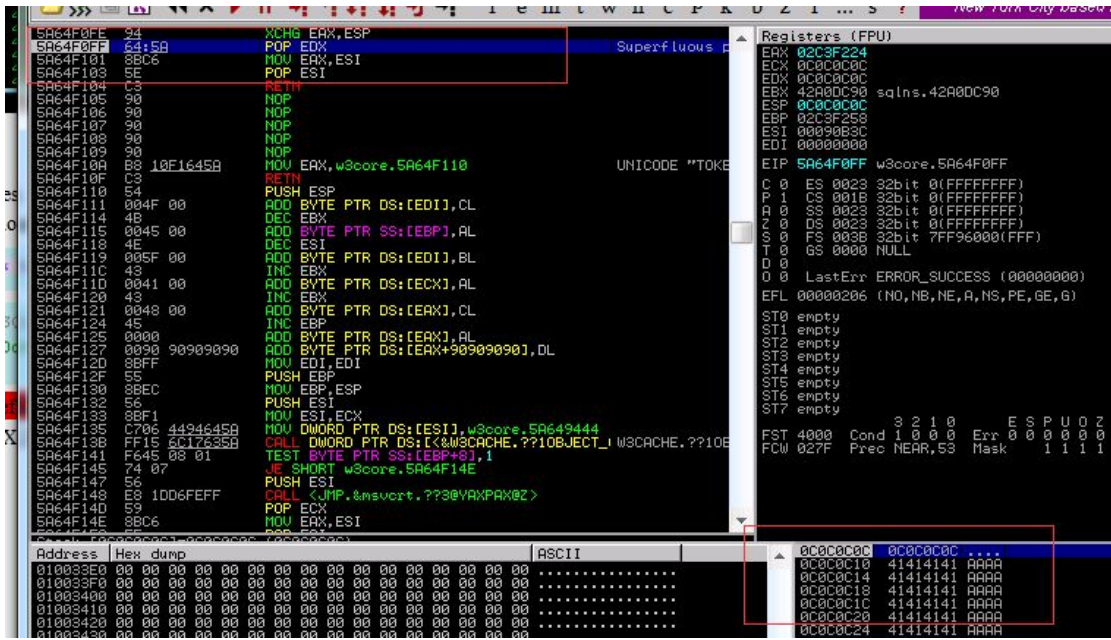 T e m t w h c P k b z r ... s ?
New York City based
5A64F0FE 94 XCHG EAX,ESP
5A64F0FF 64:5A POP EDX Superfluous p
5A64F101 8BC6 MOV EAX,ESI
5A64F103 5E POP ESI
5A64F104 C3 RETN
5A64F105 90 NOP
5A64F106 90 NOP
5A64F107 90 NOP
5A64F108 90 NOP
5A64F109 90 NOP
5A64F10A B8 10F1645A MOV EAX,w3core.5A64F110 UNICODE "TOKE
5A64F10F C3 RETN
5A64F110 54 PUSH ESP
5A64F111 004F 00 ADD BYTE PTR DS:[EDI],CL
5A64F114 4B DEC EBX
5A64F115 0045 00 ADD BYTE PTR SS:[EBP],AL
5A64F118 4E DEC ESI
5A64F119 005F 00 ADD BYTE PTR DS:[EDI],BL
5A64F11C 43 INC EBX
5A64F11D 0041 00 ADD BYTE PTR DS:[ECX],AL
5A64F120 43 INC EBX
5A64F121 0048 00 ADD BYTE PTR DS:[EAX],CL
5A64F124 45 INC EBP
5A64F125 0000 ADD BYTE PTR DS:[EAX],AL
5A64F127 0090 90909090 ADD BYTE PTR DS:[EAX+90909090],DL
5A64F12D 8BFF MOV EDI,EDI
5A64F12F 55 PUSH EBP
5A64F130 8BEC MOV EBP,ESP
5A64F132 56 PUSH ESI
5A64F133 8BF1 MOV ESI,ECX
5A64F135 C706 4494645A MOV DWORD PTR DS:[ESI],w3core.5A649444
5A64F13B FF15 6C17635A CALL DWORD PTR DS:[<&W3CACHE.??1OBJECT_( W3CACHE.??1OB
5A64F141 F645 08 01 TEST BYTE PTR SS:[EBP+8],1
5A64F145 74 07 JE SHORT w3core.5A64F14E
5A64F147 56 PUSH ESI
5A64F148 E8 1DD6FEFF CALL <JMP.&msvcrt.??3@YAXPAX@Z>
5A64F14D 59 POP ECX
5A64F14E 8BC6 MOV EAX,ESI
Registers (FPU)
EAX 02C3F224
ECX 0C0C0C0C
EDX 0C0C0C0C
EBX 42A0DC90 sqlns.42A0DC90
ESP 0C0C0C0C
EBP 02C3F258
ESI 00090B3C
EDI 00000000
EIP 5A64F0FF w3core.5A64F0FF
C 0 ES 0023 32bit 0(FFFFFFFF)
P 1 CS 001B 32bit 0(FFFFFFFF)
A 0 SS 0023 32bit 0(FFFFFFFF)
Z 0 DS 0023 32bit 0(FFFFFFFF)
S 0 FS 003B 32bit 7FF96000(FFF)
T 0 GS 0000 NULL
D 0
O 0 LastErr ERROR_SUCCESS (00000000)
EFL 00000206 (NO,NB,NE,A,NS,PE,GE,G)
ST0 empty
ST1 empty
ST2 empty
ST3 empty
ST4 empty
ST5 empty
ST6 empty
ST7 empty
3 2 1 0 E S P U O Z
FST 4000 Cond 1 0 0 0 Err 0 0 0 0 0 0
FCW 027F Prec NEAR,53 Mask 1 1 1 1
Address Hex dump ASCII
010033E0 00 00 00 00 00 00 00 00 00 00 00 00 00 00 00 00 ................
010033F0 00 00 00 00 00 00 00 00 00 00 00 00 00 00 00 00 ................
01003400 00 00 00 00 00 00 00 00 00 00 00 00 00 00 00 00 ................
01003410 00 00 00 00 00 00 00 00 00 00 00 00 00 00 00 00 ................
01003420 00 00 00 00 00 00 00 00 00 00 00 00 00 00 00 00 ................
01003430 00 00 00 00 00 00 00 00 00 00 00 00 00 00 00 00 ................
0C0C0C0C 0C0C0C0C ....
0C0C0C10 41414141 AAAA
0C0C0C14 41414141 AAAA
0C0C0C18 41414141 AAAA
0C0C0C1C 41414141 AAAA
0C0C0C20 41414141 AAAA
0C0C0C24 41414141 AAAA